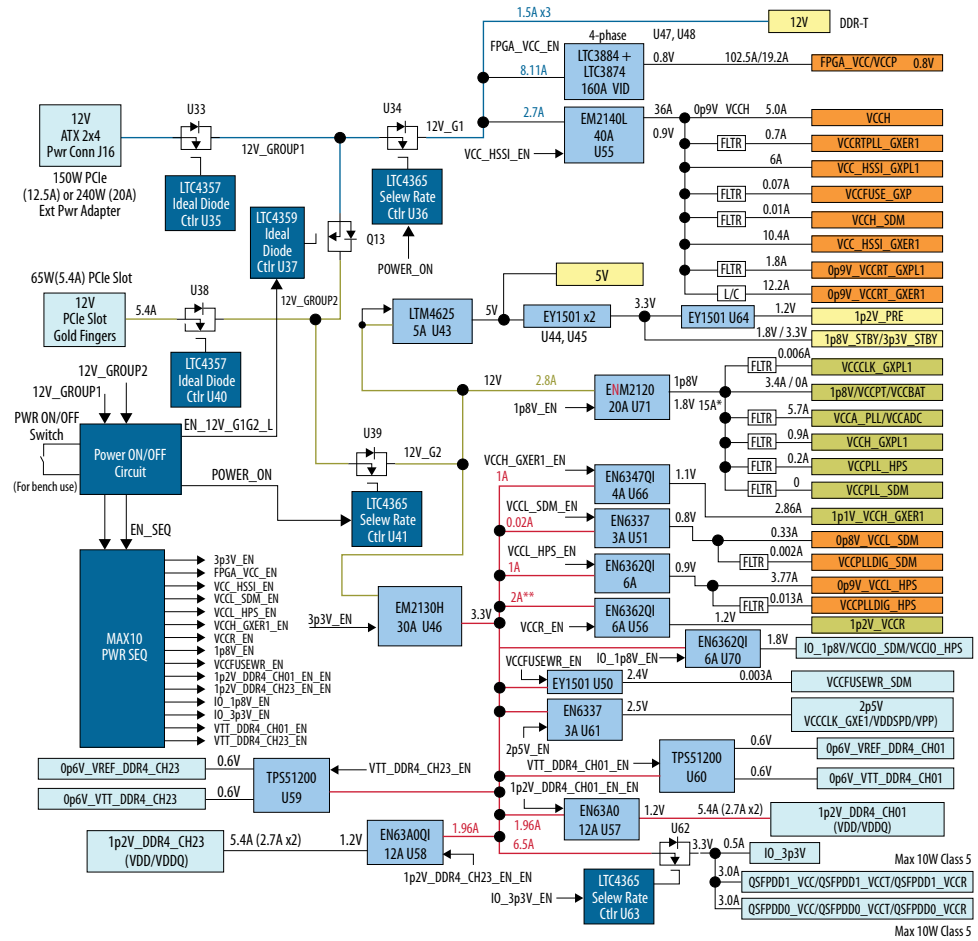 1.5A x3
12V
DDR-T
4-phase
U47, U48
FPGA_VCC_EN
8.11A
LTC3884 +
LTC3874
160A VID
0.8V
102.5A/19.2A
FPGA_VCC/VCCP 0.8V
12V
ATX 2x4
Pwr Conn J16
150W PCIe
(12.5A) or 240W (20A)
Ext Pwr Adapter
U33
LTC4357
Ideal Diode
Ctlr U35
12V_GROUP1
U34
12V_G1
LTC4365
Selew Rate
Ctlr U36
POWER_ON
2.7A
VCC_HSSI_EN
EM2140L
40A
U55
36A
0.9V
0p9V VCCH
5.0A
VCCH
FLTR
0.7A
VCCRTPLL_GXER1
6A
VCC_HSSI_GXPL1
FLTR
0.07A
VCCFUSE_GXP
FLTR
0.01A
VCCH_SDM
10.4A
VCC_HSSI_GXER1
FLTR
1.8A
0p9V_VCCRT_GXPL1
L/C
12.2A
0p9V_VCCRT_GXER1
LTC4359
Ideal
Diode
Ctlr U37
Q13
65W(5.4A) PCIe Slot
12V
PCIe Slot
Gold Fingers
5.4A
U38
LTC4357
Ideal Diode
Ctlr U40
12V_GROUP2
5V
LTM4625
5A U43
5V
EY1501 x2
U44, U45
3.3V
EY1501 U64
1.2V
1p2V_PRE
1.8V / 3.3V
1p8V_STBY/3p3V_STBY
12V
2.8A
1p8V_EN
ENM2120
20A U71
1p8V
1.8V
15A*
FLTR
0.006A
VCCCLK_GXPL1
3.4A / 0A
1p8V/VCCPT/VCCBAT
FLTR
5.7A
VCCA_PLL/VCCADC
FLTR
0.9A
VCCH_GXPL1
FLTR
0.2A
VCCPLL_HPS
FLTR
0
VCCPLL_SDM
12V_GROUP2
12V_GROUP1
PWR ON/OFF
Switch
(For bench use)
Power ON/OFF
Circuit
EN_12V_G1G2_L
POWER_ON
EN_SEQ
U39
12V_G2
LTC4365
Selew Rate
Ctlr U41
VCCH_GXER1_EN
1A
EN6347QI
4A U66
1.1V
2.86A
1p1V_VCCH_GXER1
VCCL_SDM_EN
0.02A
EN6337
3A U51
0.8V
0.33A
0p8V_VCCL_SDM
FLTR
0.002A
VCCPLLDIG_SDM
VCCL_HPS_EN
1A
EN6362QI
6A
0.9V
3.77A
0p9V_VCCL_HPS
FLTR
0.013A
VCCPLLDIG_HPS
2A**
VCCR_EN
EN6362QI
6A U56
1.2V
1p2V_VCCR
MAX10
PWR SEQ
3p3V_EN
FPGA_VCC_EN
VCC_HSSI_EN
VCCL_SDM_EN
VCCL_HPS_EN
VCCH_GXER1_EN
VCCR_EN
1p8V_EN
VCCFUSEWR_EN
1p2V_DDR4_CH01_EN_EN
1p2V_DDR4_CH23_EN_EN
IO_1p8V_EN
IO_3p3V_EN
VTT_DDR4_CH01_EN
VTT_DDR4_CH23_EN
3p3V_EN
EM2130H
30A U46
3.3V
IO_1p8V_EN
EN6362QI
6A U70
1.8V
IO_1p8V/VCCIO_SDM/VCCIO_HPS
VCCFUSEWR_EN
EY1501 U50
2.4V
0.003A
VCCFUSEWR_SDM
2p5V_EN
EN6337
3A U61
2.5V
2p5V
VCCCLK_GXE1/VDDSPD/VPP)
VTT_DDR4_CH01_EN
TPS51200
U60
0.6V
0p6V_VREF_DDR4_CH01
0.6V
0p6V_VTT_DDR4_CH01
0p6V_VREF_DDR4_CH23
0.6V
0p6V_VTT_DDR4_CH23
0.6V
TPS51200
U59
VTT_DDR4_CH23_EN
1p2V_DDR4_CH01_EN_EN
1.96A
EN63A0
12A U57
1.2V
5.4A (2.7A x2)
1p2V_DDR4_CH01
(VDD/VDDQ)
1p2V_DDR4_CH23
(VDD/VDDQ)
5.4A (2.7A x2)
1.2V
EN63A0QI
12A U58
1.96A
1p2V_DDR4_CH23_EN_EN
6.5A
U62
3.3V
IO_3p3V_EN
LTC4365
Selew Rate
Ctlr U63
0.5A
IO_3p3V
Max 10W Class 5
3.0A
QSFPDD1_VCC/QSFPDD1_VCCT/QSFPDD1_VCCR
3.0A
QSFPDD0_VCC/QSFPDD0_VCCT/QSFPDD0_VCCR
Max 10W Class 5